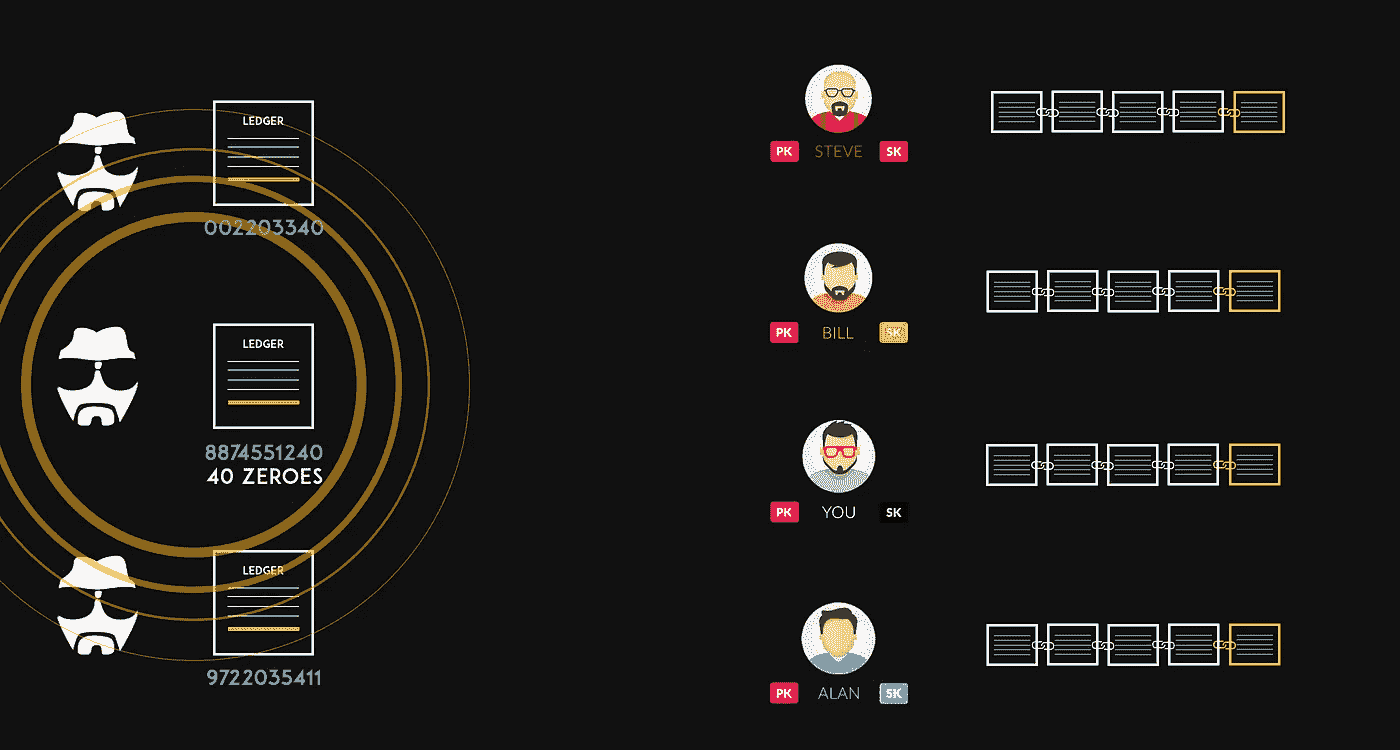 LEDGER
002203340
LEDGER
8874551240
40 ZEROES
LEDGER
9722035411
PK STEVE SK
PK BILL SK
PK YOU SK
PK ALAN SK